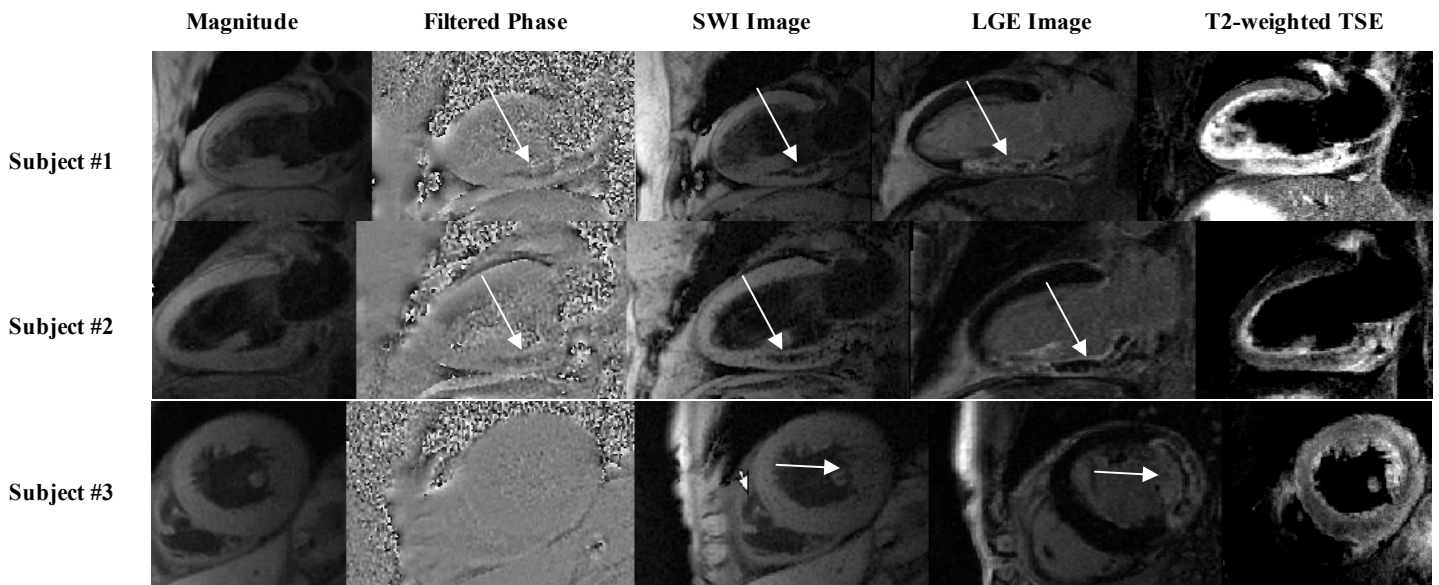 Magnitude Filtered Phase SWI Image LGE Image T2-weighted TSE
Subject #1
Subject #2
Subject #3